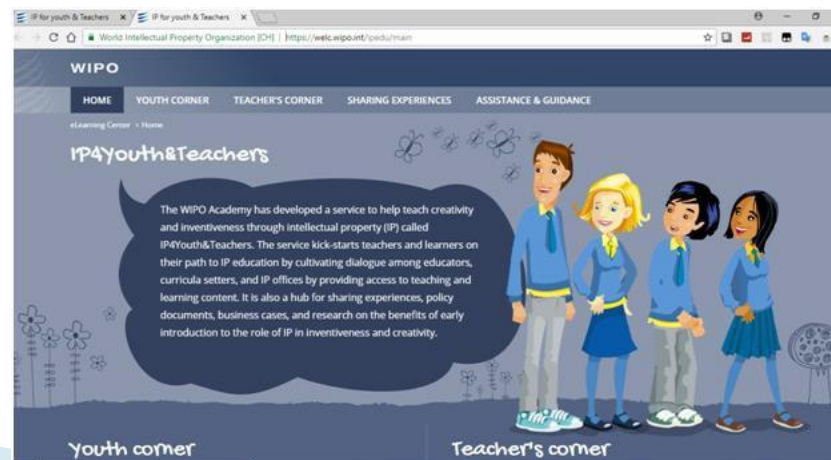 IP for youth & Teachers
IP for youth & Teachers
World Intellectual Property Organization [CH] | https://welc.wipo.int/ipedu/main
WIPO
HOME YOUTH CORNER TEACHER'S CORNER SHARING EXPERIENCES ASSISTANCE & GUIDANCE
eLearning Center > Home
IP4Youth&Teachers
The WIPO Academy has developed a service to help teach creativity
and inventiveness through intellectual property (IP) called
IP4Youth&Teachers. The service kick-starts teachers and learners on
their path to IP education by cultivating dialogue among educators,
curricula setters, and IP offices by providing access to teaching and
learning content. It is also a hub for sharing experiences, policy
documents, business cases, and research on the benefits of early
introduction to the role of IP in inventiveness and creativity.
Youth corner
Teacher's corner